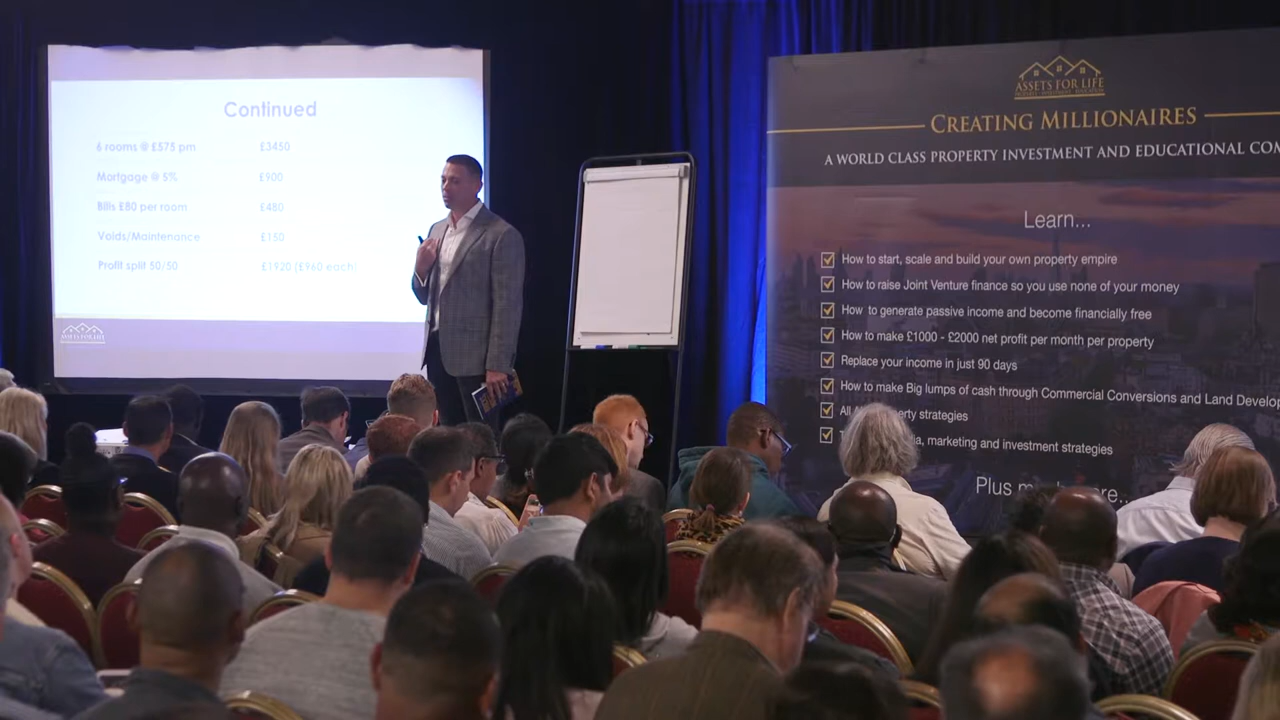 Continued
6 rooms @ £575 pm £3450
Mortgage @ 5% £900
Bills £80 per room £480
Voids/Maintenance £150
Profit split 50/50 £1920 (£960 each)
ASSETS FOR LIFE
ASSETS FOR LIFE
CREATING MILLIONAIRES
A WORLD CLASS PROPERTY INVESTMENT AND EDUCATIONAL COM
Learn...
How to start, scale and build your own property empire
How to raise Joint Venture finance so you use none of your money
How to generate passive income and become financially free
How to make £1000 - £2000 net profit per month per property
Replace your income in just 90 days
How to make Big lumps of cash through Commercial Conversions and Land Develop
All property strategies
marketing and investment strategies
Plus